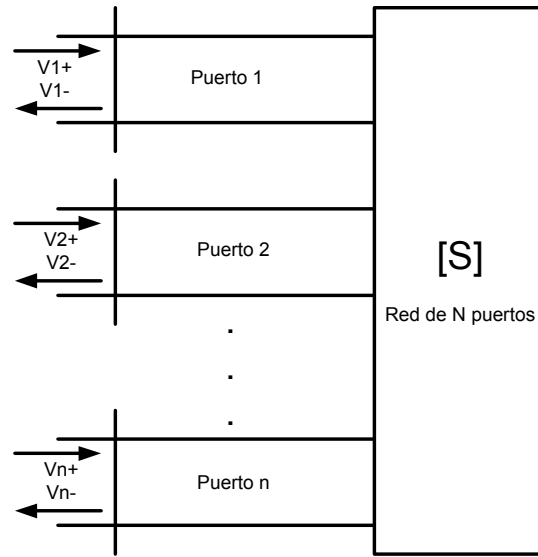 V1+
V1-
Puerto 1
V2+
V2-
Puerto 2
[S]
Red de N puertos
.
.
.
Vn+
Vn-
Puerto n